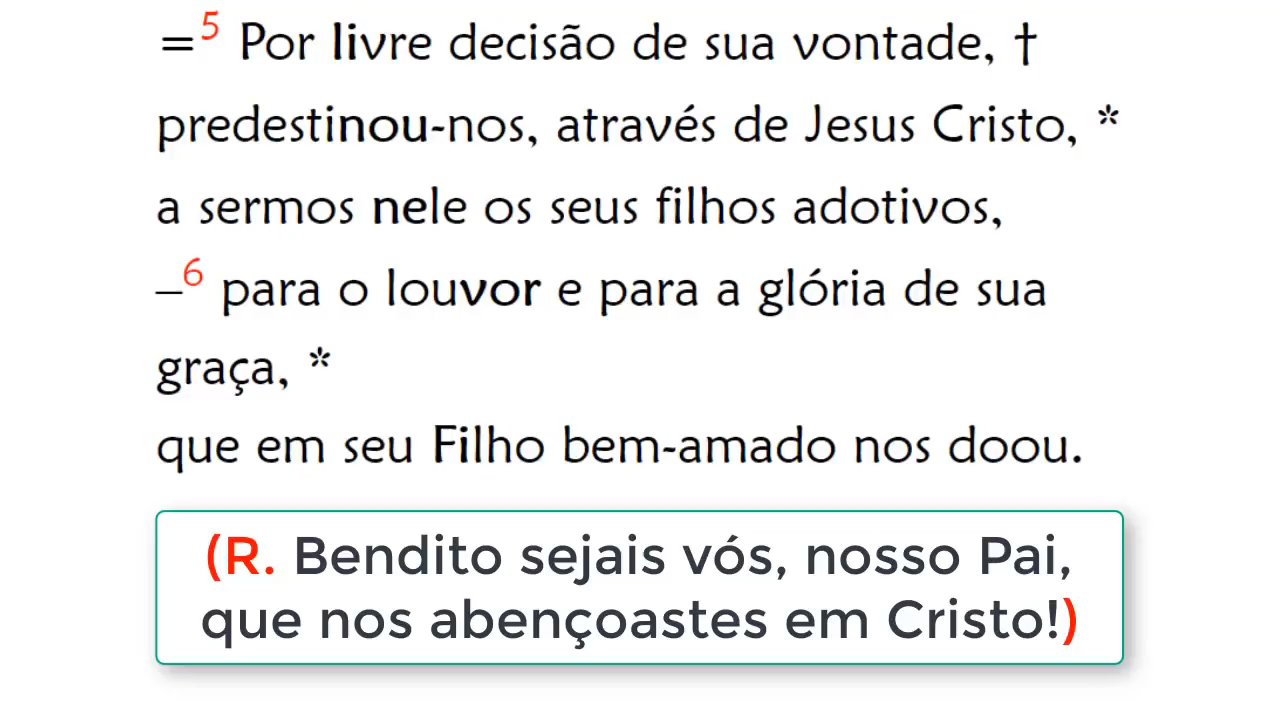 =5 Por livre decisão de sua vontade, †
predestinou-nos, através de Jesus Cristo, *
a sermos nele os seus filhos adotivos,
–6 para o louvor e para a glória de sua
graça, *
que em seu Filho bem-amado nos doou.
(R. Bendito sejais vós, nosso Pai,
que nos abençoastes em Cristo!)